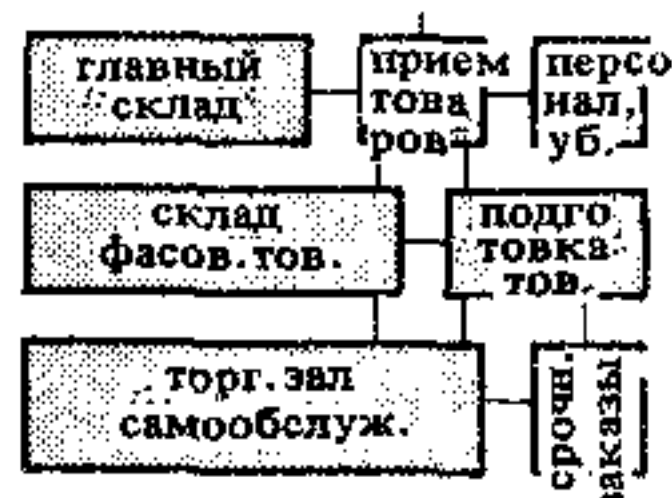 главный
склад
прием
това
ров
персо
нал,
уб.
склад
фасов.тов.
подго
товка
тов.
торг.зал
самообслуж.
срочн.
заказы